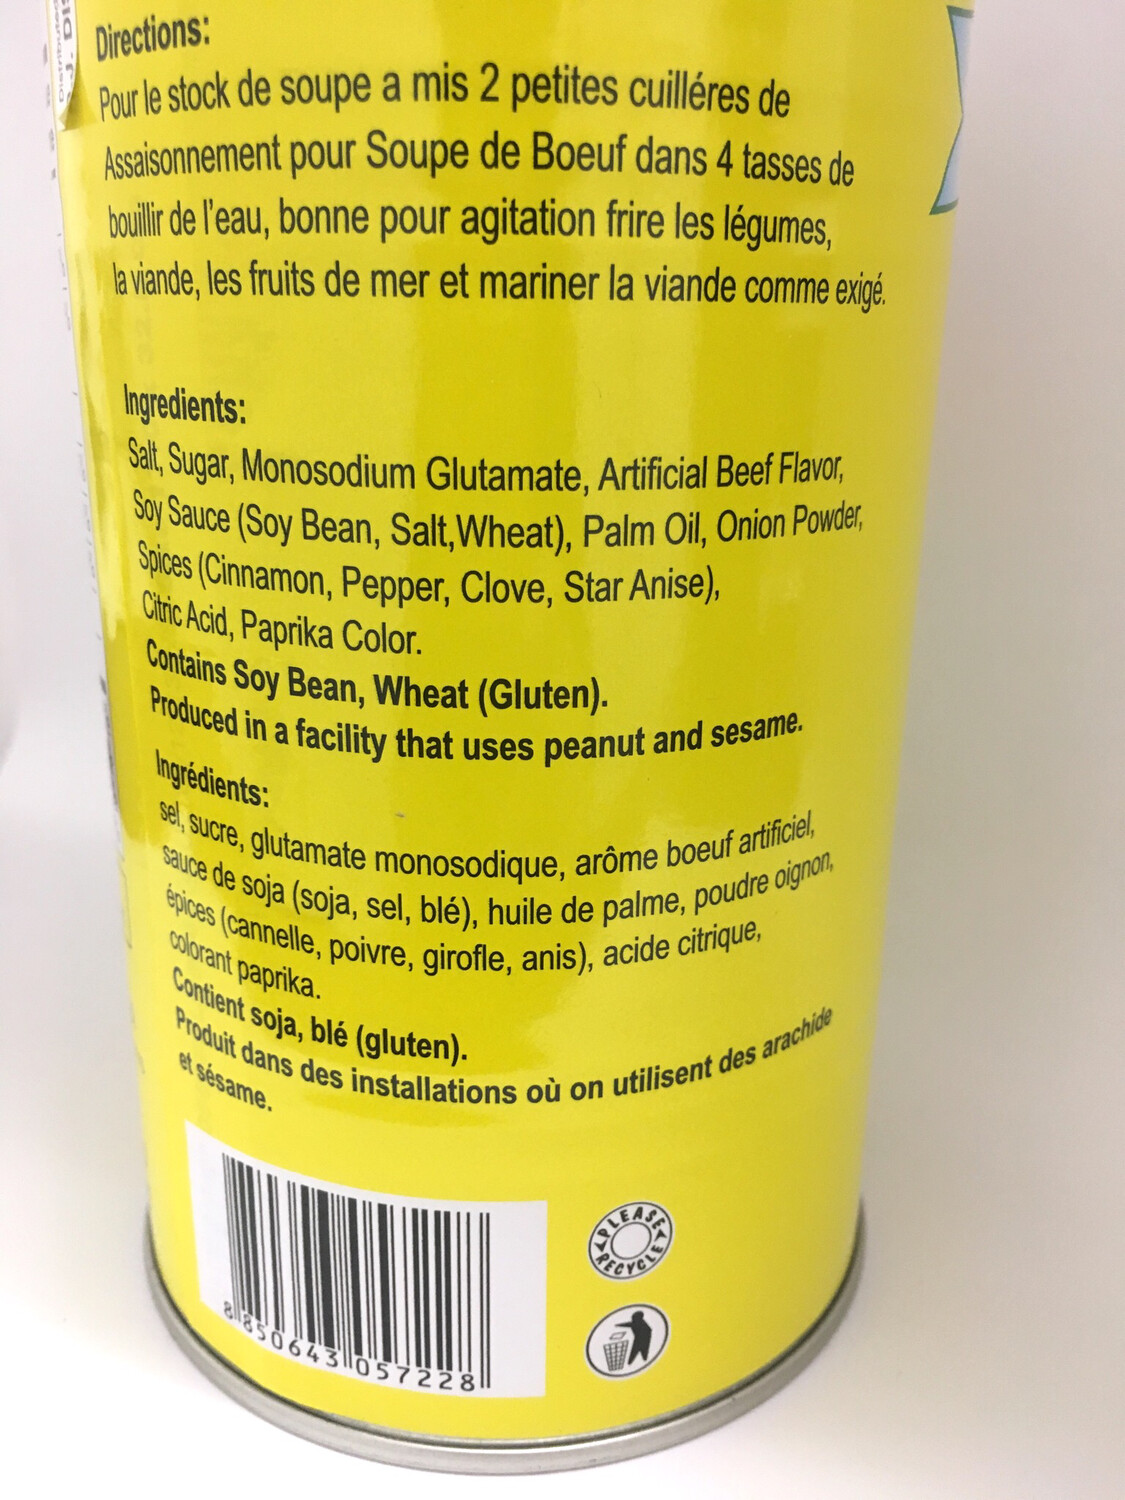 Directions:
Pour le stock de soupe a mis 2 petites cuilléres de
Assaisonnement pour Soupe de Boeuf dans 4 tasses de
bouillir de l'eau, bonne pour agitation frire les légumes,
la viande, les fruits de mer et mariner la viande comme exigé.
Ingredients:
Salt, Sugar, Monosodium Glutamate, Artificial Beef Flavor,
Soy Sauce (Soy Bean, Salt,Wheat), Palm Oil, Onion Powder,
Spices (Cinnamon, Pepper, Clove, Star Anise),
Citric Acid, Paprika Color.
Contains Soy Bean, Wheat (Gluten).
Produced in a facility that uses peanut and sesame.
Ingrédients:
sel, sucre, glutamate monosodique, arôme boeuf artificiel,
sauce de soja (soja, sel, blé), huile de palme, poudre oignon,
épices (cannelle, poivre, girofle, anis), acide citrique,
colorant paprika.
Contient soja, blé (gluten).
Produit dans des installations où on utilisent des arachide
et sésame.
8 850643 057228
PLEASE
RECYCLE